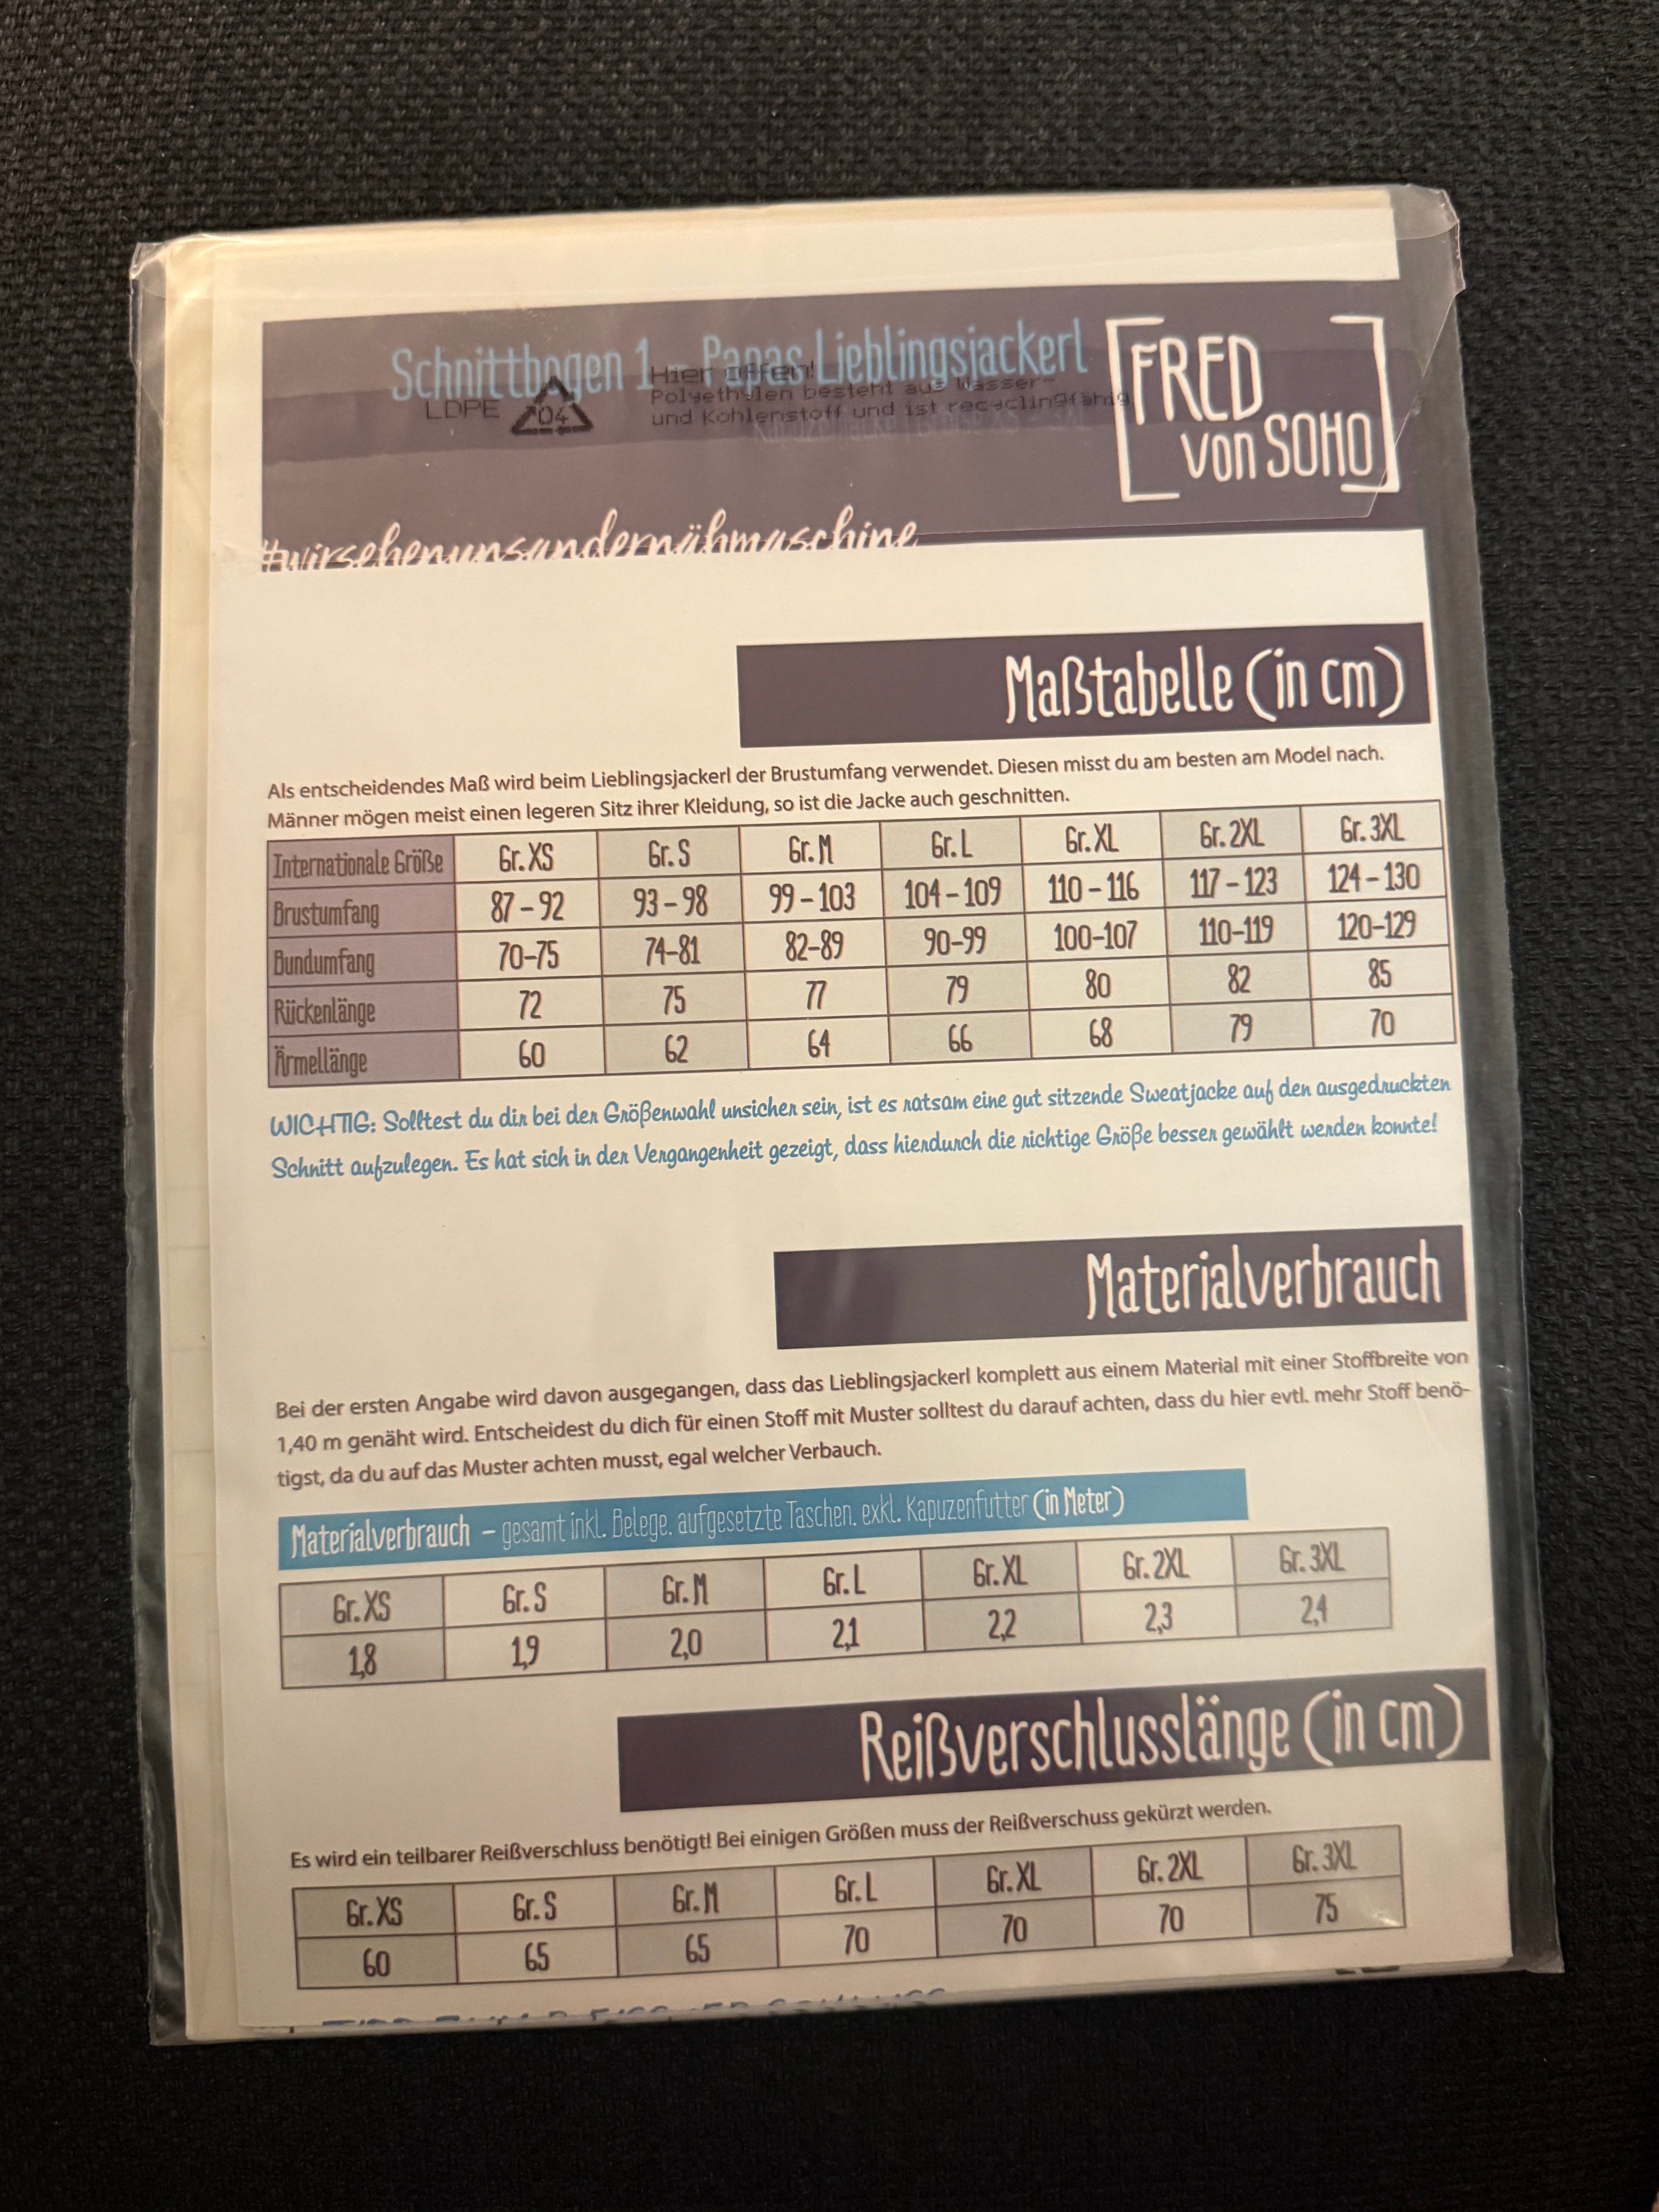 Schnittbogen 1 – Papas Lieblingsjackerl
FRED
von SOHO
LDPE 04
Hier öffen!
Polyethylen besteht aus Wasser-
und Kohlenstoff und ist recyclingfähig
#wirsehenunsandernähmaschine
Maßtabelle (in cm)
Als entscheidendes Maß wird beim Lieblingsjackerl der Brustumfang verwendet. Diesen misst du am besten am Model nach.
Männer mögen meist einen legeren Sitz ihrer Kleidung, so ist die Jacke auch geschnitten.
Internationale Größe Gr. XS Gr. S Gr. M Gr. L Gr. XL Gr. 2XL Gr. 3XL
Brustumfang 87 – 92 93 – 98 99 – 103 104 – 109 110 – 116 117 – 123 124 – 130
Bundumfang 70–75 74–81 82–89 90–99 100–107 110–119 120–129
Rückenlänge 72 75 77 79 80 82 85
Ärmellänge 60 62 64 66 68 79 70
WICHTIG: Solltest du dir bei der Größenwahl unsicher sein, ist es ratsam eine gut sitzende Sweatjacke auf den ausgedruckten
Schnitt aufzulegen. Es hat sich in der Vergangenheit gezeigt, dass hierdurch die richtige Größe besser gewählt werden konnte!
Materialverbrauch
Bei der ersten Angabe wird davon ausgegangen, dass das Lieblingsjackerl komplett aus einem Material mit einer Stoffbreite von
1,40 m genäht wird. Entscheidest du dich für einen Stoff mit Muster solltest du darauf achten, dass du hier evtl. mehr Stoff benö-
tigst, da du auf das Muster achten musst, egal welcher Verbauch.
Materialverbrauch – gesamt inkl. Belege. aufgesetzte Taschen. exkl. Kapuzenfutter (in Meter)
Gr. XS Gr. S Gr. M Gr. L Gr. XL Gr. 2XL Gr. 3XL
1,8 1,9 2,0 2,1 2,2 2,3 2,4
Reißverschlusslänge (in cm)
Es wird ein teilbarer Reißverschluss benötigt! Bei einigen Größen muss der Reißverschuss gekürzt werden.
Gr. XS Gr. S Gr. M Gr. L Gr. XL Gr. 2XL Gr. 3XL
60 65 65 70 70 70 75